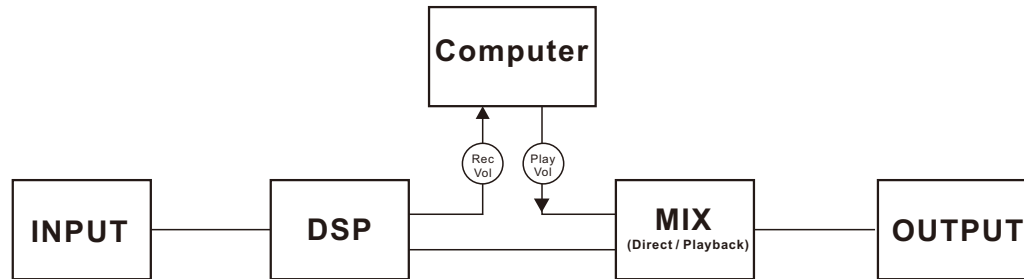 Computer
Rec
Vol
Play
Vol
INPUT
DSP
MIX
(Direct / Playback)
OUTPUT